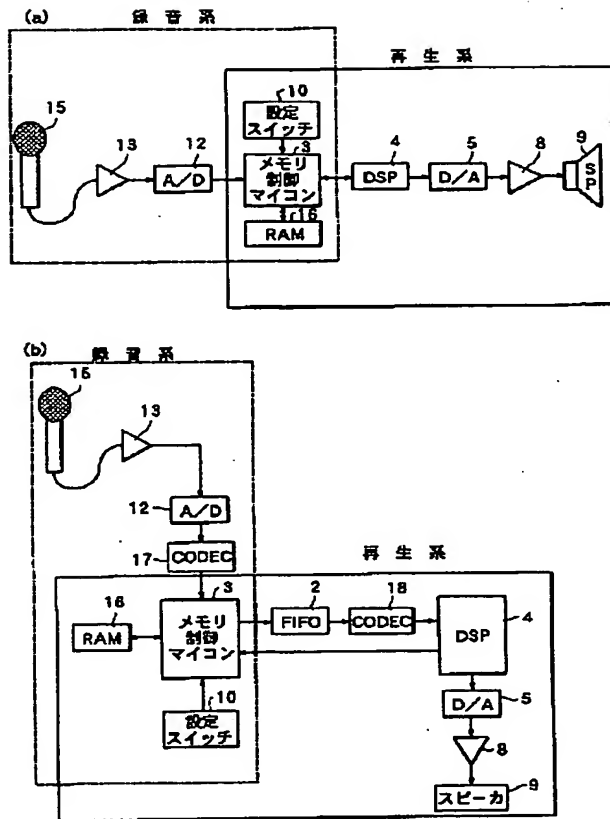 (a)
録音系
再生系
15
13
12
A/D
10
設定
スイッチ
3
メモリ
制御
マイコン
16
RAM
4
DSP
5
D/A
8
9
SP
(b)
録音系
15
13
12
A/D
17
CODEC
再生系
3
メモリ
制御
マイコン
16
RAM
10
設定
スイッチ
2
FIFO
18
CODEC
4
DSP
5
D/A
8
スピーカ
9